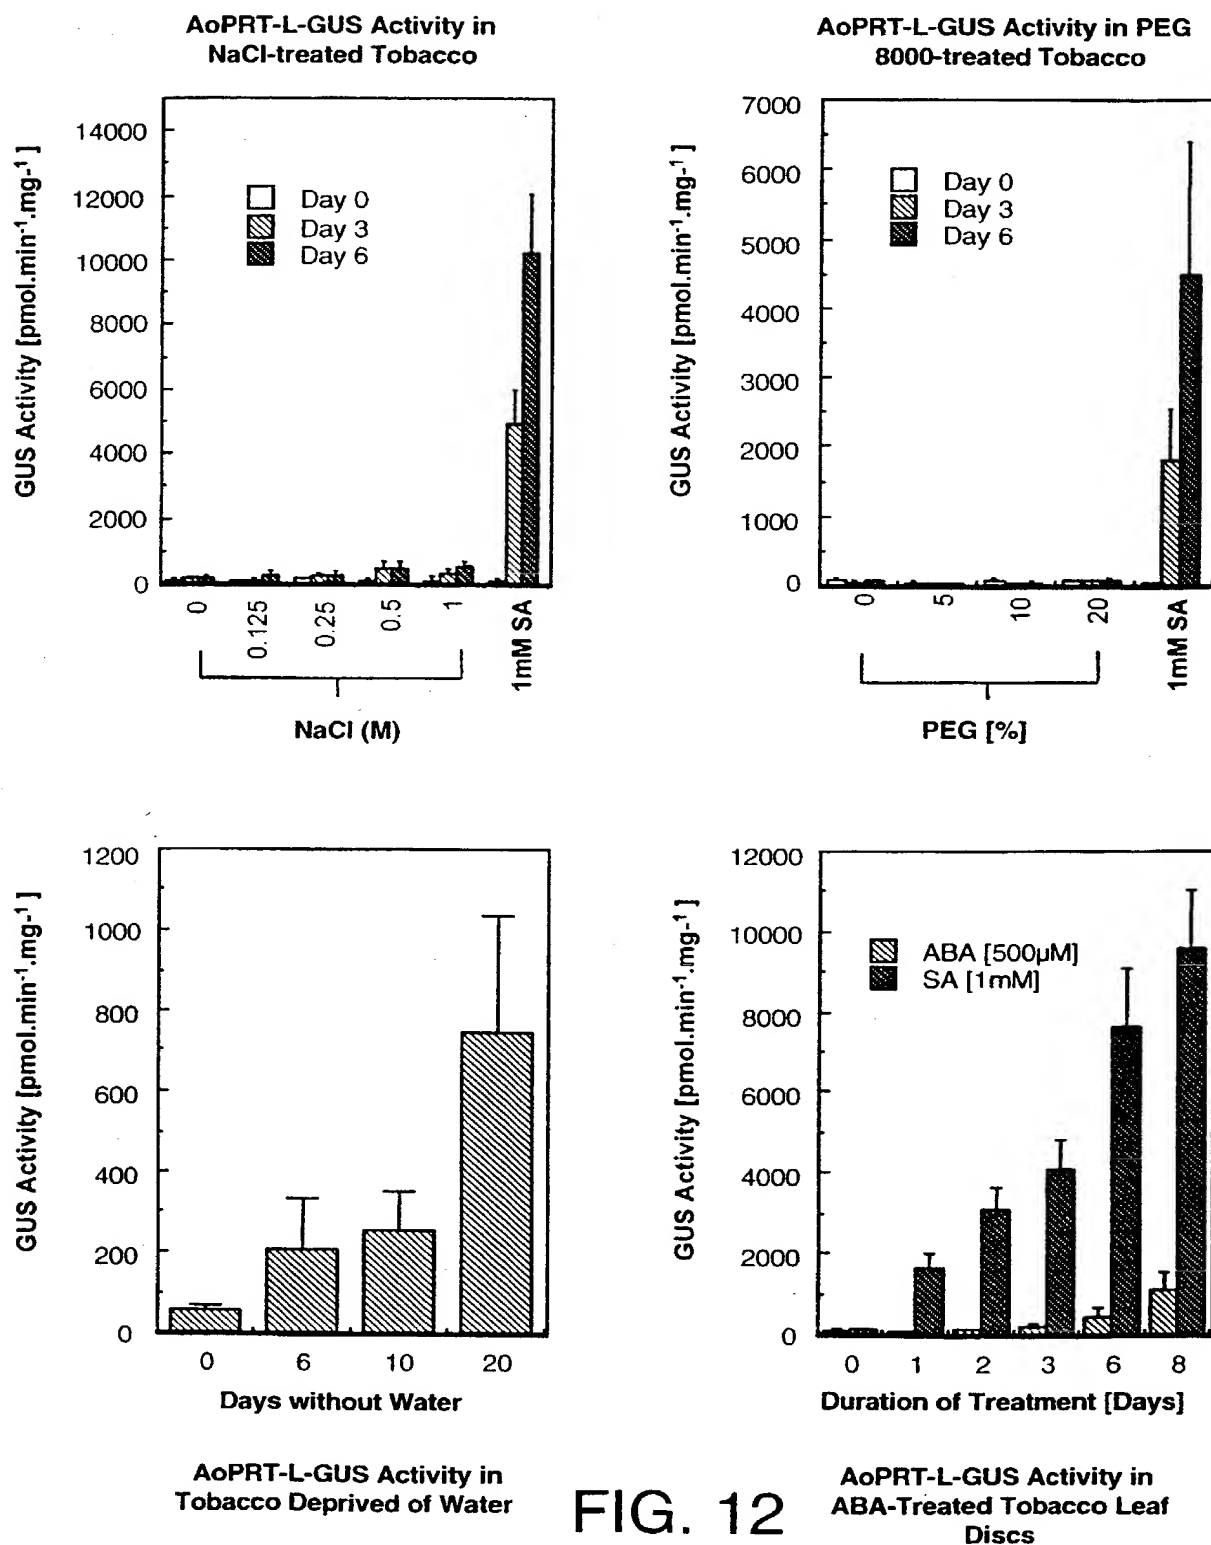 AoPRT-L-GUS Activity in
NaCl-treated Tobacco
GUS Activity [pmol.min-1.mg-1 ]
14000
12000
10000
8000
6000
4000
2000
0
Day 0
Day 3
Day 6
0
0.125
0.25
0.5
1
1mM SA
NaCl (M)
AoPRT-L-GUS Activity in PEG
8000-treated Tobacco
GUS Activity [pmol.min-1.mg-1 ]
7000
6000
5000
4000
3000
2000
1000
0
Day 0
Day 3
Day 6
0
5
10
20
1mM SA
PEG [%]
GUS Activity [pmol.min-1.mg-1 ]
1200
1000
800
600
400
200
0
0 6 10 20
Days without Water
AoPRT-L-GUS Activity in
Tobacco Deprived of Water
GUS Activity [pmol.min-1.mg-1 ]
12000
10000
8000
6000
4000
2000
0
ABA [500µM]
SA [1mM]
0 1 2 3 6 8
Duration of Treatment [Days]
AoPRT-L-GUS Activity in
ABA-Treated Tobacco Leaf
Discs
FIG. 12